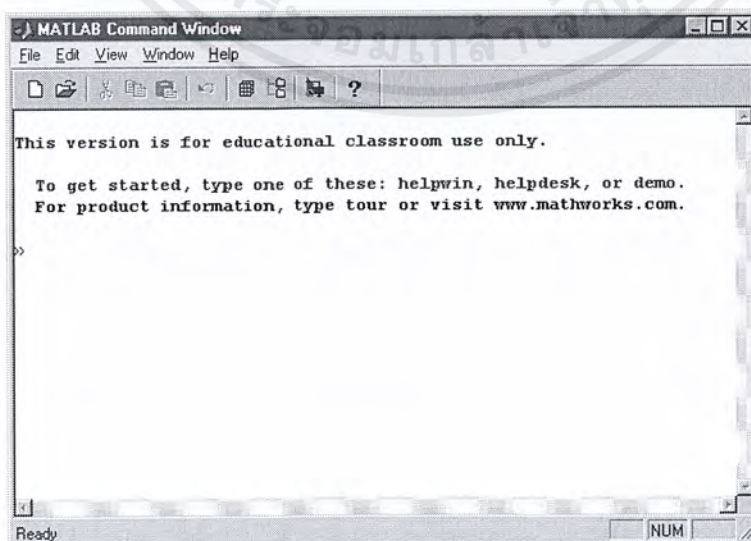 MATLAB Command Window
File Edit View Window Help
?
This version is for educational classroom use only.
To get started, type one of these: helpwin, helpdesk, or demo.
For product information, type tour or visit www.mathworks.com.
»
Ready NUM